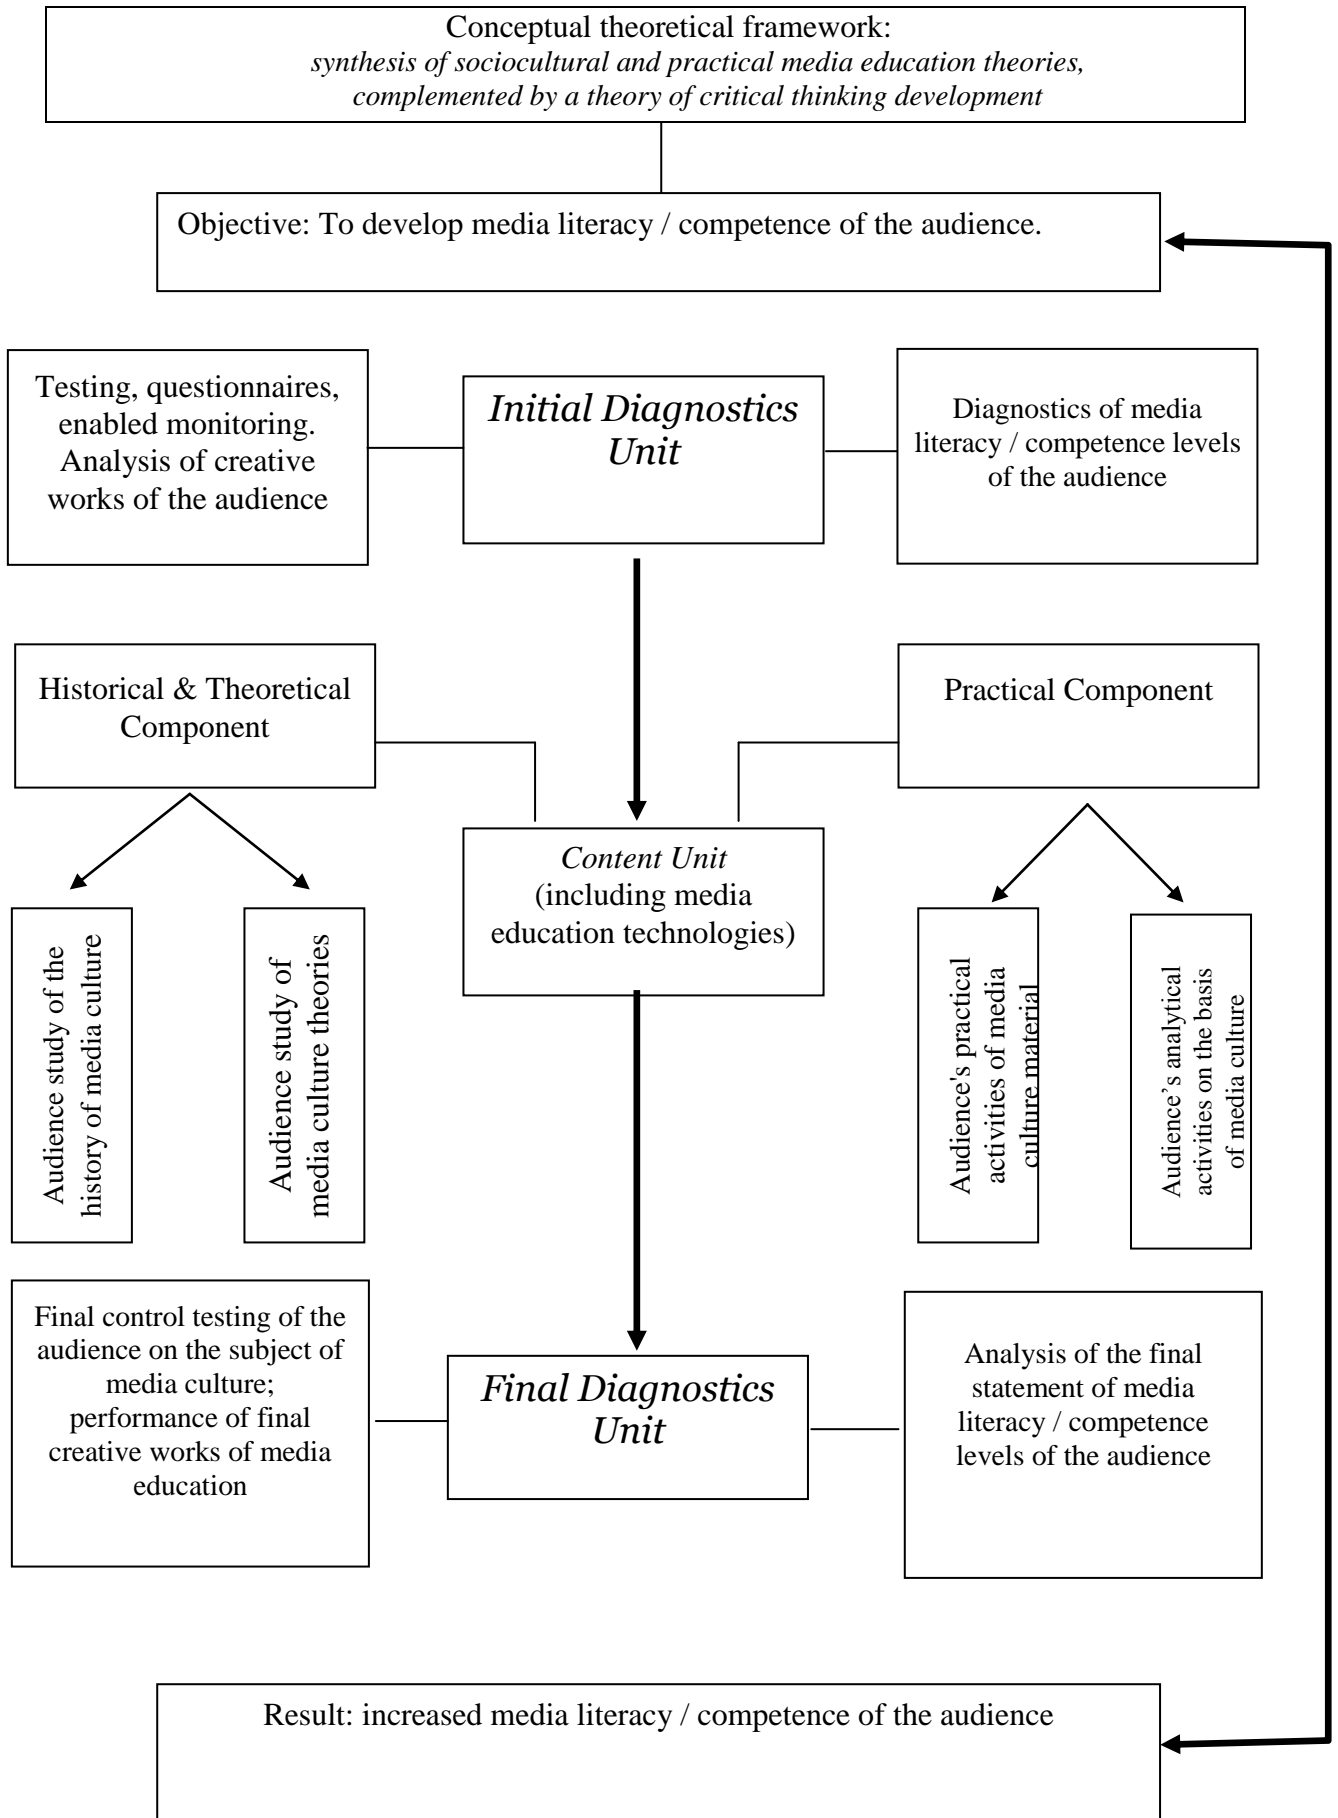 Conceptual theoretical framework:
synthesis of sociocultural and practical media education theories,
complemented by a theory of critical thinking development
Objective: To develop media literacy / competence of the audience.
Testing, questionnaires,
enabled monitoring.
Analysis of creative
works of the audience
Initial Diagnostics
Unit
Diagnostics of media
literacy / competence levels
of the audience
Historical & Theoretical
Component
Practical Component
Content Unit
(including media
education technologies)
Audience study of the
history of media culture
Audience study of
media culture theories
Audience's practical
activities of media
culture material
Audience’s analytical
activities on the basis
of media culture
Final control testing of the
audience on the subject of
media culture;
performance of final
creative works of media
education
Final Diagnostics
Unit
Analysis of the final
statement of media
literacy / competence
levels of the audience
Result: increased media literacy / competence of the audience